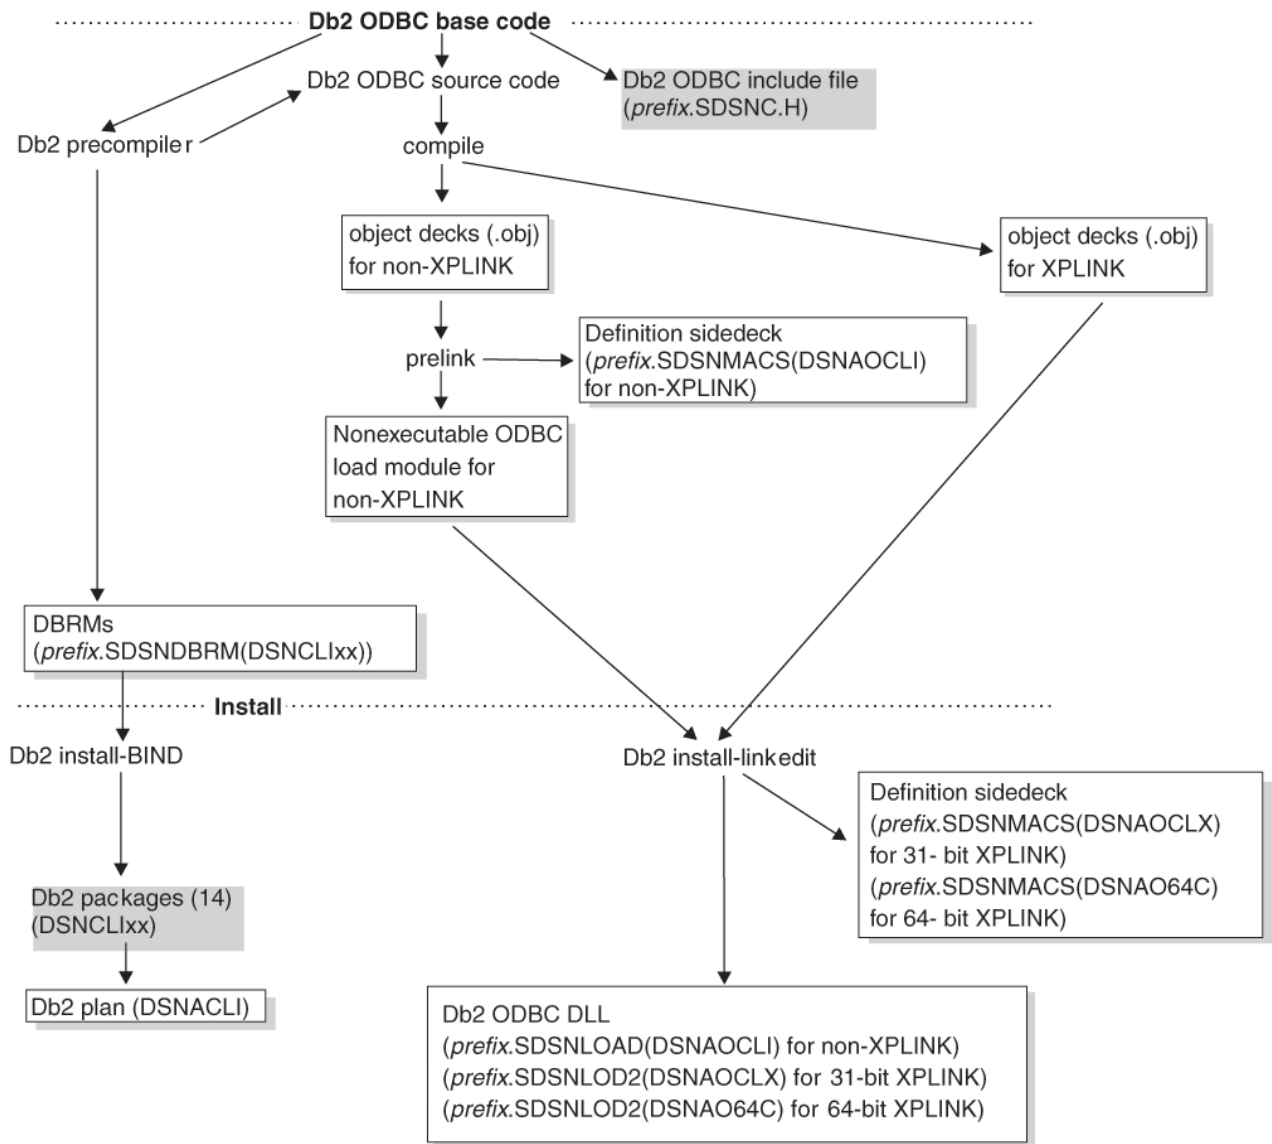 Db2 ODBC base code
Db2 ODBC source code
Db2 ODBC include file
(prefix.SDSNC.H)
Db2 precompiler
compile
object decks (.obj)
for non-XPLINK
object decks (.obj)
for XPLINK
prelink
Definition sidedeck
(prefix.SDSNMACS(DSNAOCLI)
for non-XPLINK)
Nonexecutable ODBC
load module for
non-XPLINK
DBRMs
(prefix.SDSNDBRM(DSNCLIxx))
Install
Db2 install-BIND
Db2 install-linkedit
Definition sidedeck
(prefix.SDSNMACS(DSNAOCLX)
for 31- bit XPLINK)
(prefix.SDSNMACS(DSNAO64C)
for 64- bit XPLINK)
Db2 packages (14)
(DSNCLIxx)
Db2 plan (DSNACLI)
Db2 ODBC DLL
(prefix.SDSNLOAD(DSNAOCLI) for non-XPLINK)
(prefix.SDSNLOD2(DSNAOCLX) for 31-bit XPLINK)
(prefix.SDSNLOD2(DSNAO64C) for 64-bit XPLINK)